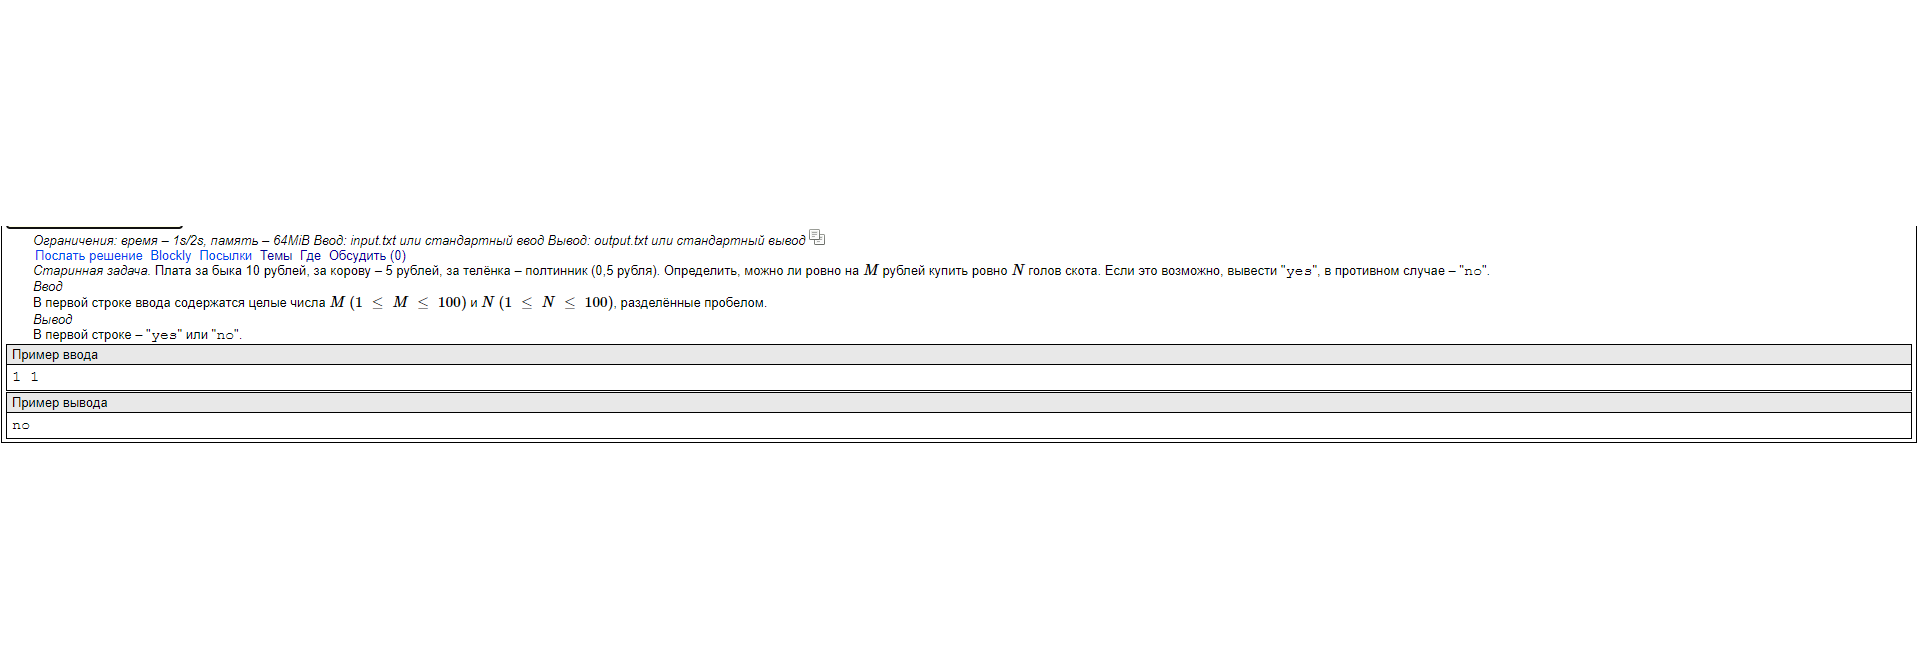 Ограничения: время – 1s/2s, память – 64MiB Ввод: input.txt или стандартный ввод Вывод: output.txt или стандартный вывод
Послать решение Blockly Посылки Темы Где Обсудить (0)
Старинная задача. Плата за быка 10 рублей, за корову – 5 рублей, за телёнка – полтинник (0,5 рубля). Определить, можно ли ровно на M рублей купить ровно N голов скота. Если это возможно, вывести "yes", в противном случае – "no".
Ввод
В первой строке ввода содержатся целые числа M (1 ≤ M ≤ 100) и N (1 ≤ N ≤ 100), разделённые пробелом.
Вывод
В первой строке – "yes" или "no".
Пример ввода
1 1
Пример вывода
no